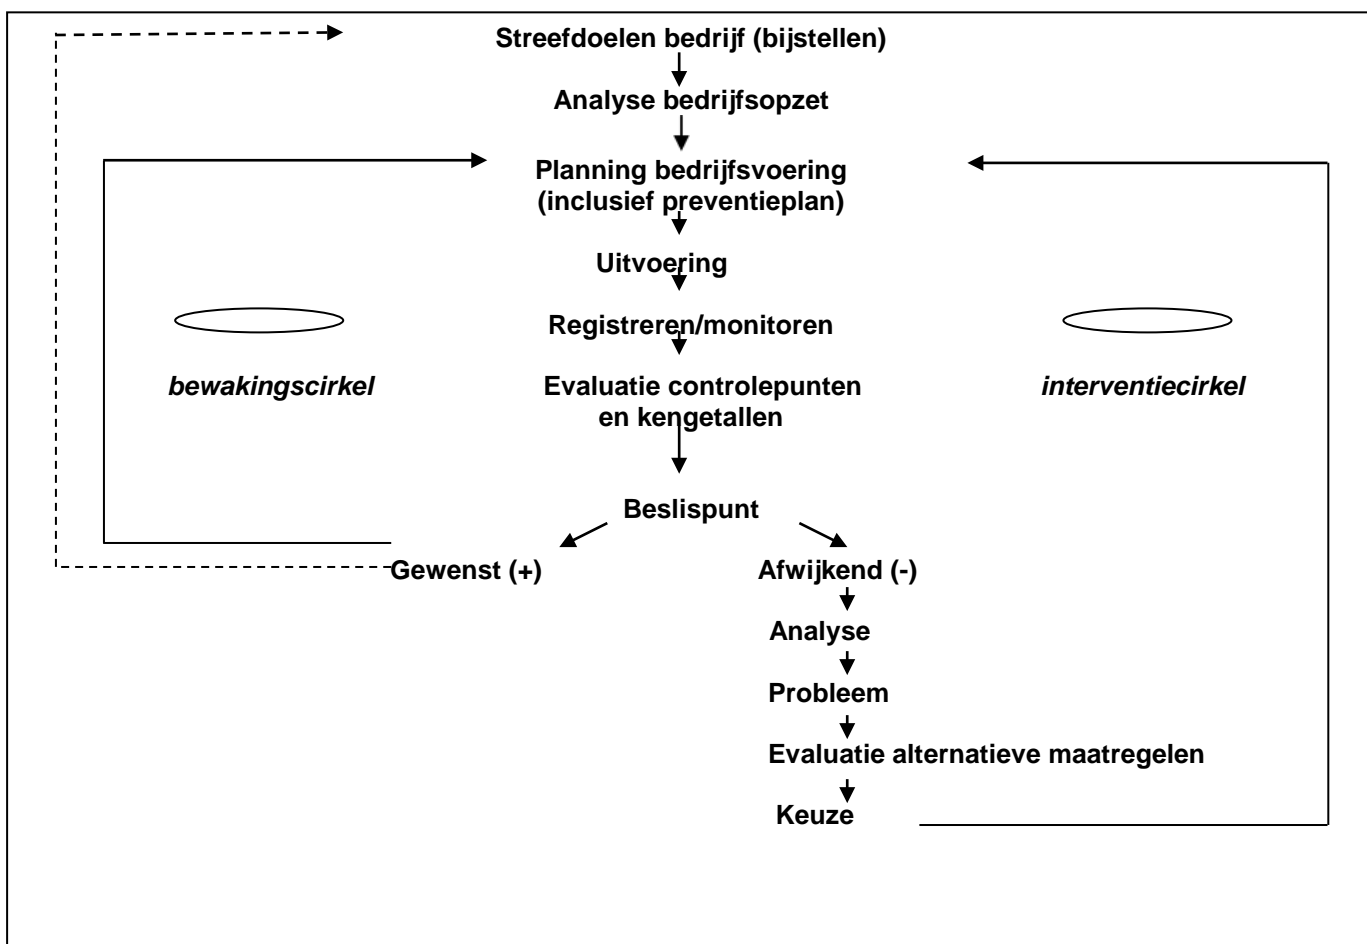 Streefdoelen bedrijf (bijstellen)
Analyse bedrijfsopzet
Planning bedrijfsvoering
(inclusief preventieplan)
Uitvoering
Registreren/monitoren
bewakingscirkel
Evaluatie controlepunten
en kengetallen
interventiecirkel
Beslispunt
Gewenst (+)
Afwijkend (-)
Analyse
Probleem
Evaluatie alternatieve maatregelen
Keuze